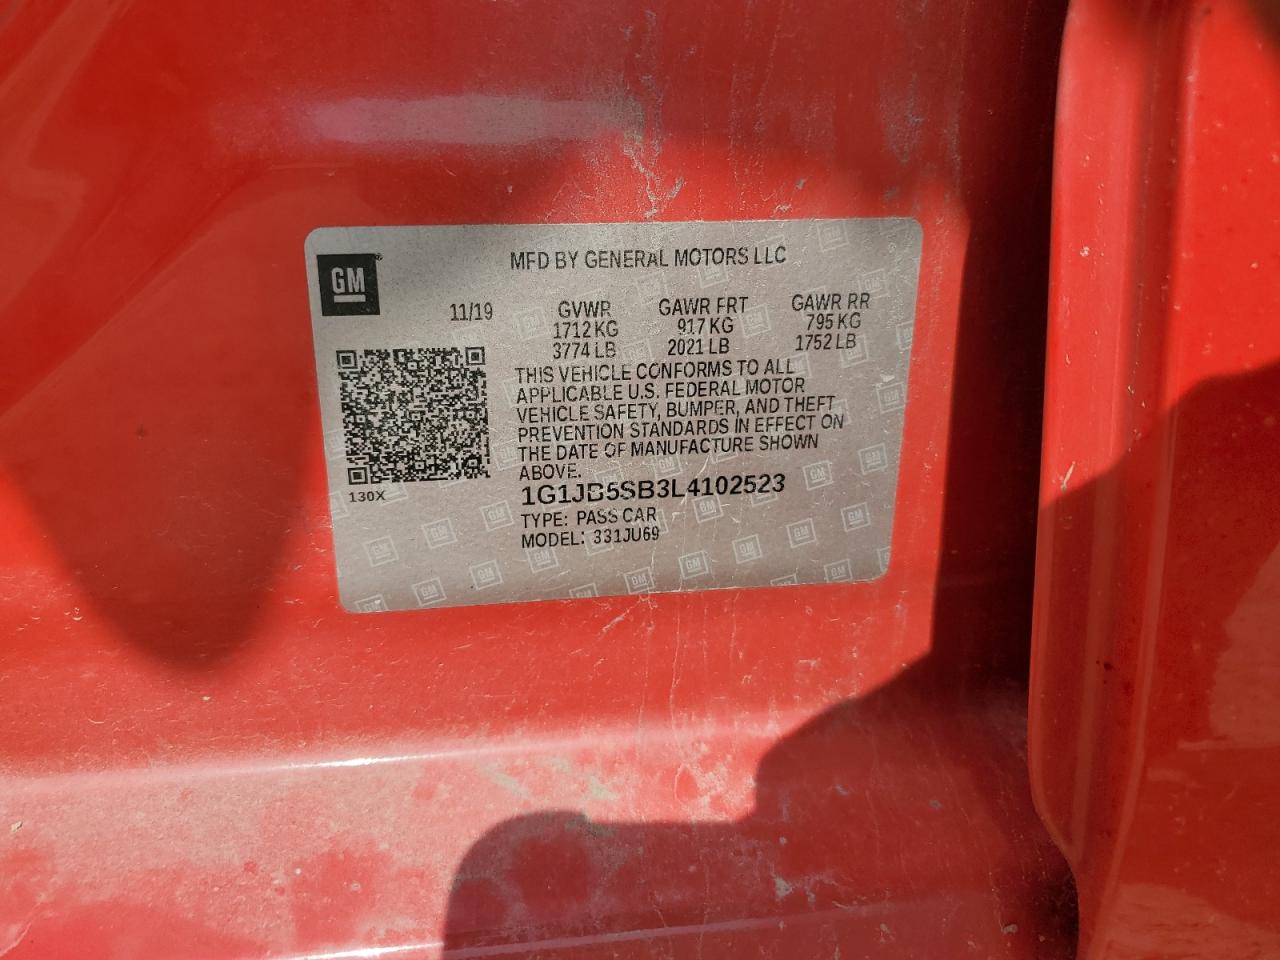 MFD BY GENERAL MOTORS LLC
GM
11/19 GVWR GAWR FRT GAWR RR
1712 KG 917 KG 795 KG
3774 LB 2021 LB 1752 LB
THIS VEHICLE CONFORMS TO ALL
APPLICABLE U.S. FEDERAL MOTOR
VEHICLE SAFETY, BUMPER, AND THEFT
PREVENTION STANDARDS IN EFFECT ON
THE DATE OF MANUFACTURE SHOWN
ABOVE.
130X
1G1JB5SB3L4102523
TYPE: PASS CAR
MODEL: 331JU69